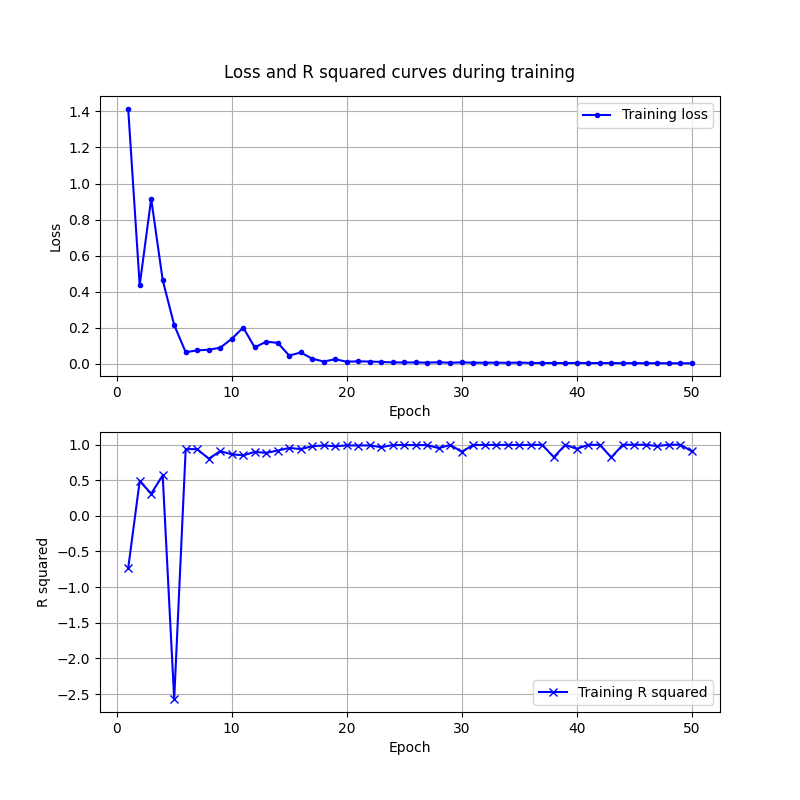 Loss and R squared curves during training
1.4
1.2
1.0
0.8
0.6
0.4
0.2
0.0
Loss
Training loss
0 10 20 30 40 50
Epoch
1.0
0.5
0.0
−0.5
−1.0
−1.5
−2.0
−2.5
R squared
Training R squared
0 10 20 30 40 50
Epoch